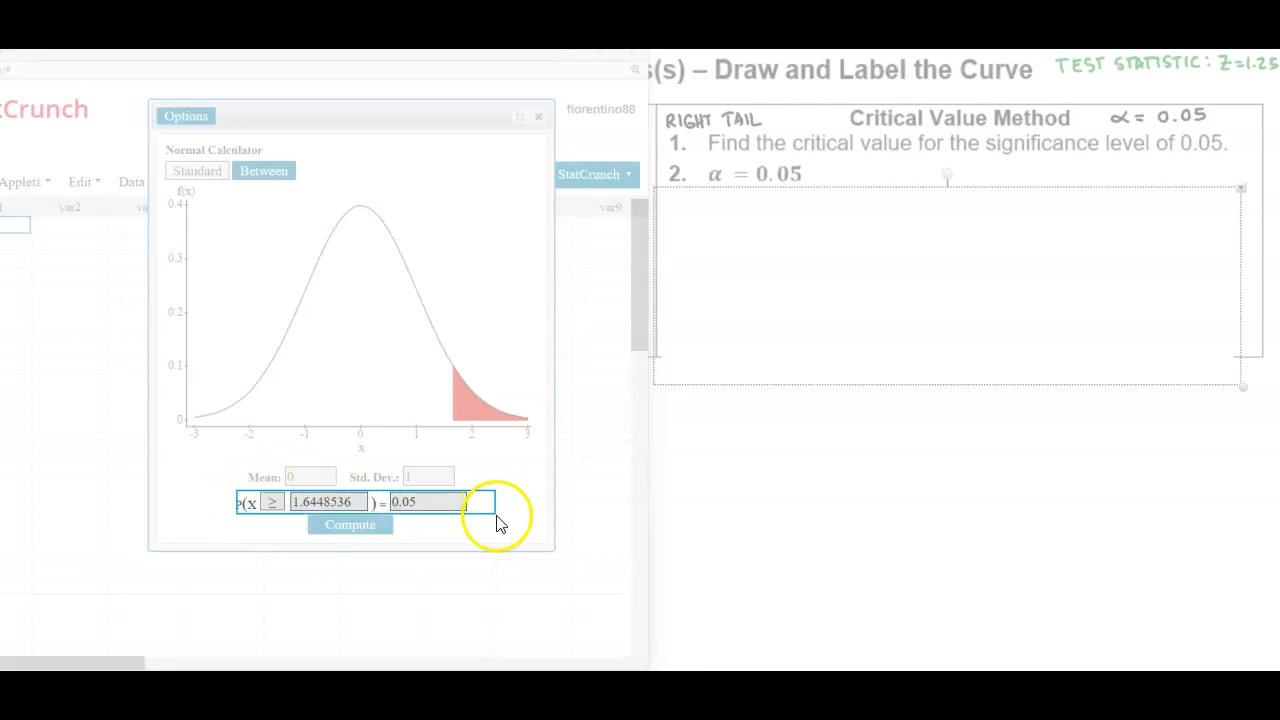 /#
tCrunch
fiorentino88
Applets
Edit
Data
StatCrunch
1
var2
va
var9
Options
Normal Calculator
Standard
Between
f(x)
0.4
0.3
0.2
0.1
0
-3
-2
-1
0
1
2
3
x
Mean: 0
Std. Dev.: 1
P(x ≥ 1.6448536 ) = 0.05
Compute
s(s) – Draw and Label the Curve
TEST STATISTIC: Z=1.25
RIGHT TAIL
Critical Value Method
α = 0.05
1. Find the critical value for the significance level of 0.05.
2. α = 0.05